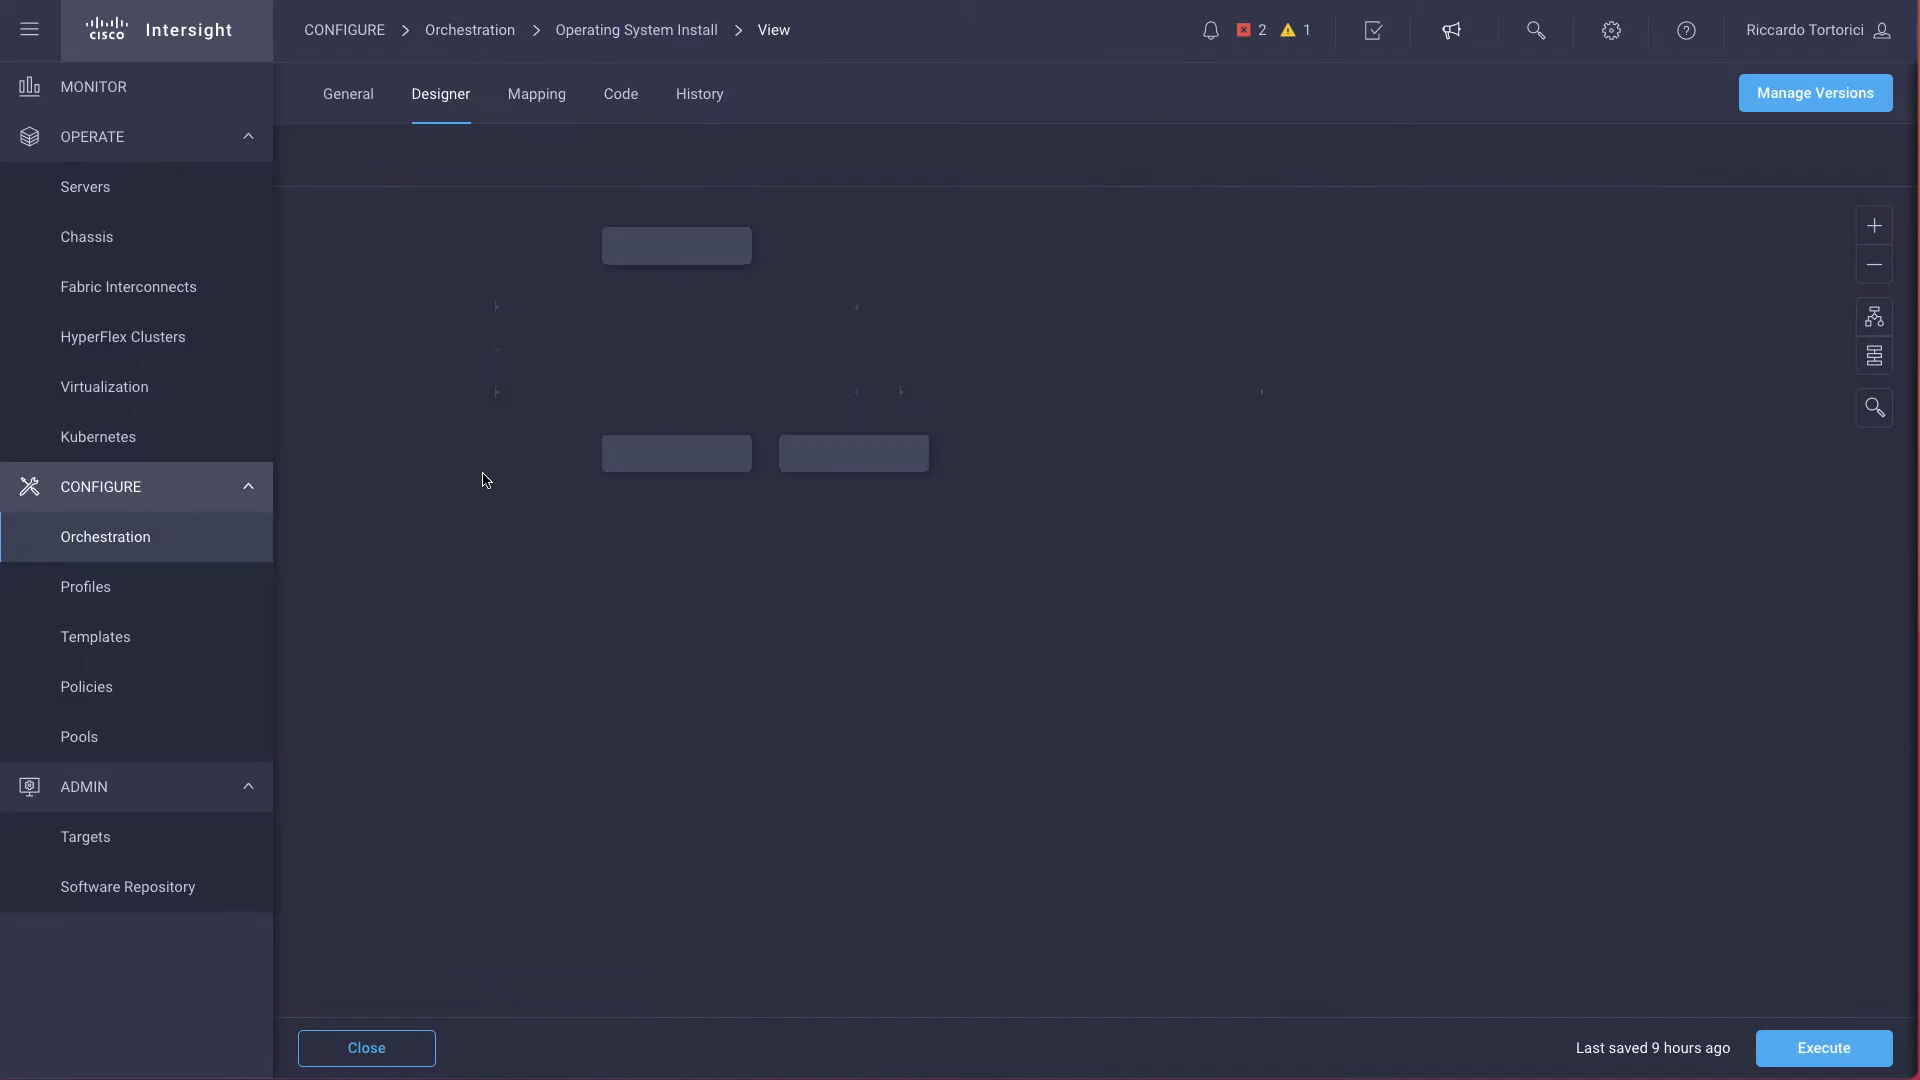 cisco Intersight
CONFIGURE > Orchestration > Operating System Install > View
2 1
Riccardo Tortorici
MONITOR
OPERATE
Servers
Chassis
Fabric Interconnects
HyperFlex Clusters
Virtualization
Kubernetes
CONFIGURE
Orchestration
Profiles
Templates
Policies
Pools
ADMIN
Targets
Software Repository
General Designer Mapping Code History
Manage Versions
Close
Last saved 9 hours ago
Execute